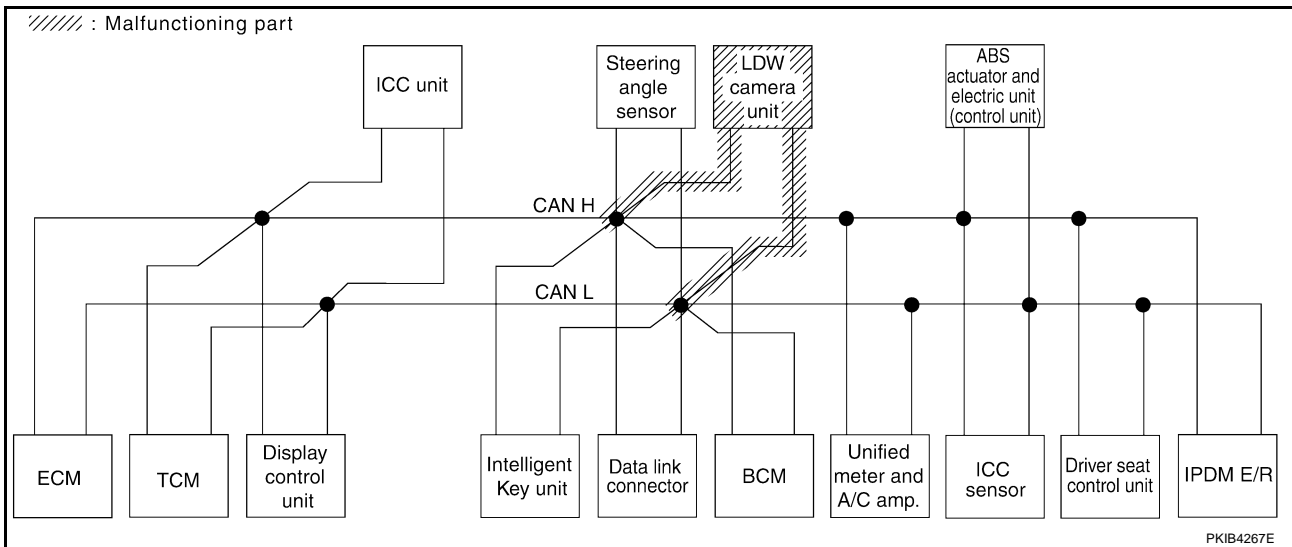 : Malfunctioning part
ICC unit
Steering
angle
sensor
LDW
camera
unit
ABS
actuator and
electric unit
(control unit)
CAN H
CAN L
ECM
TCM
Display
control
unit
Intelligent
Key unit
Data link
connector
BCM
Unified
meter and
A/C amp.
ICC
sensor
Driver seat
control unit
IPDM E/R
PKIB4267E